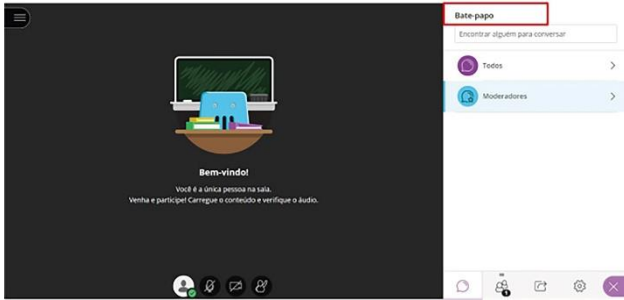 Bate-papo
Encontrar alguém para conversar
Todos
Moderadores
Bem-vindo!
Você é a única pessoa na sala.
Venha e participe! Carregue o conteúdo e verifique o áudio.